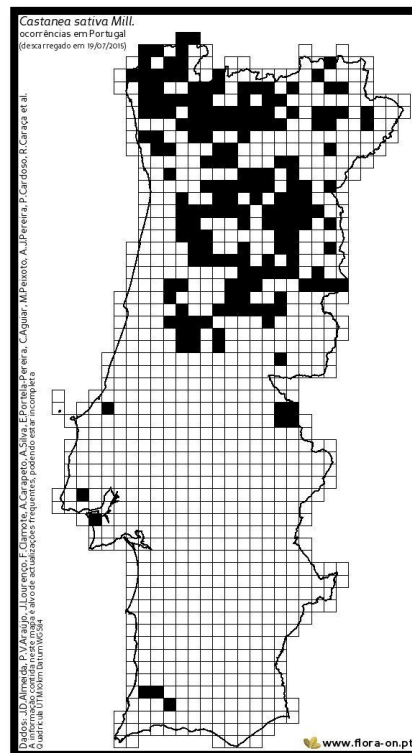 Castanea sativa Mill.
ocorrências em Portugal
(descarregado em 19/07/2015)
Dados: J.D.Almeida, P.V.Araújo, J.Lourenço, F.Clamote, A.Carapeto, A.Silva, E.Portela-Pereira, C.Aguiar, M.Peixoto, A.J.Pereira, P.Cardoso, R.Caraça et al.
A informação contida neste mapa é alvo de actualizações frequentes, podendo estar incompleta
Quadrícula UTM 10km Datum WGS84
www.flora-on.pt